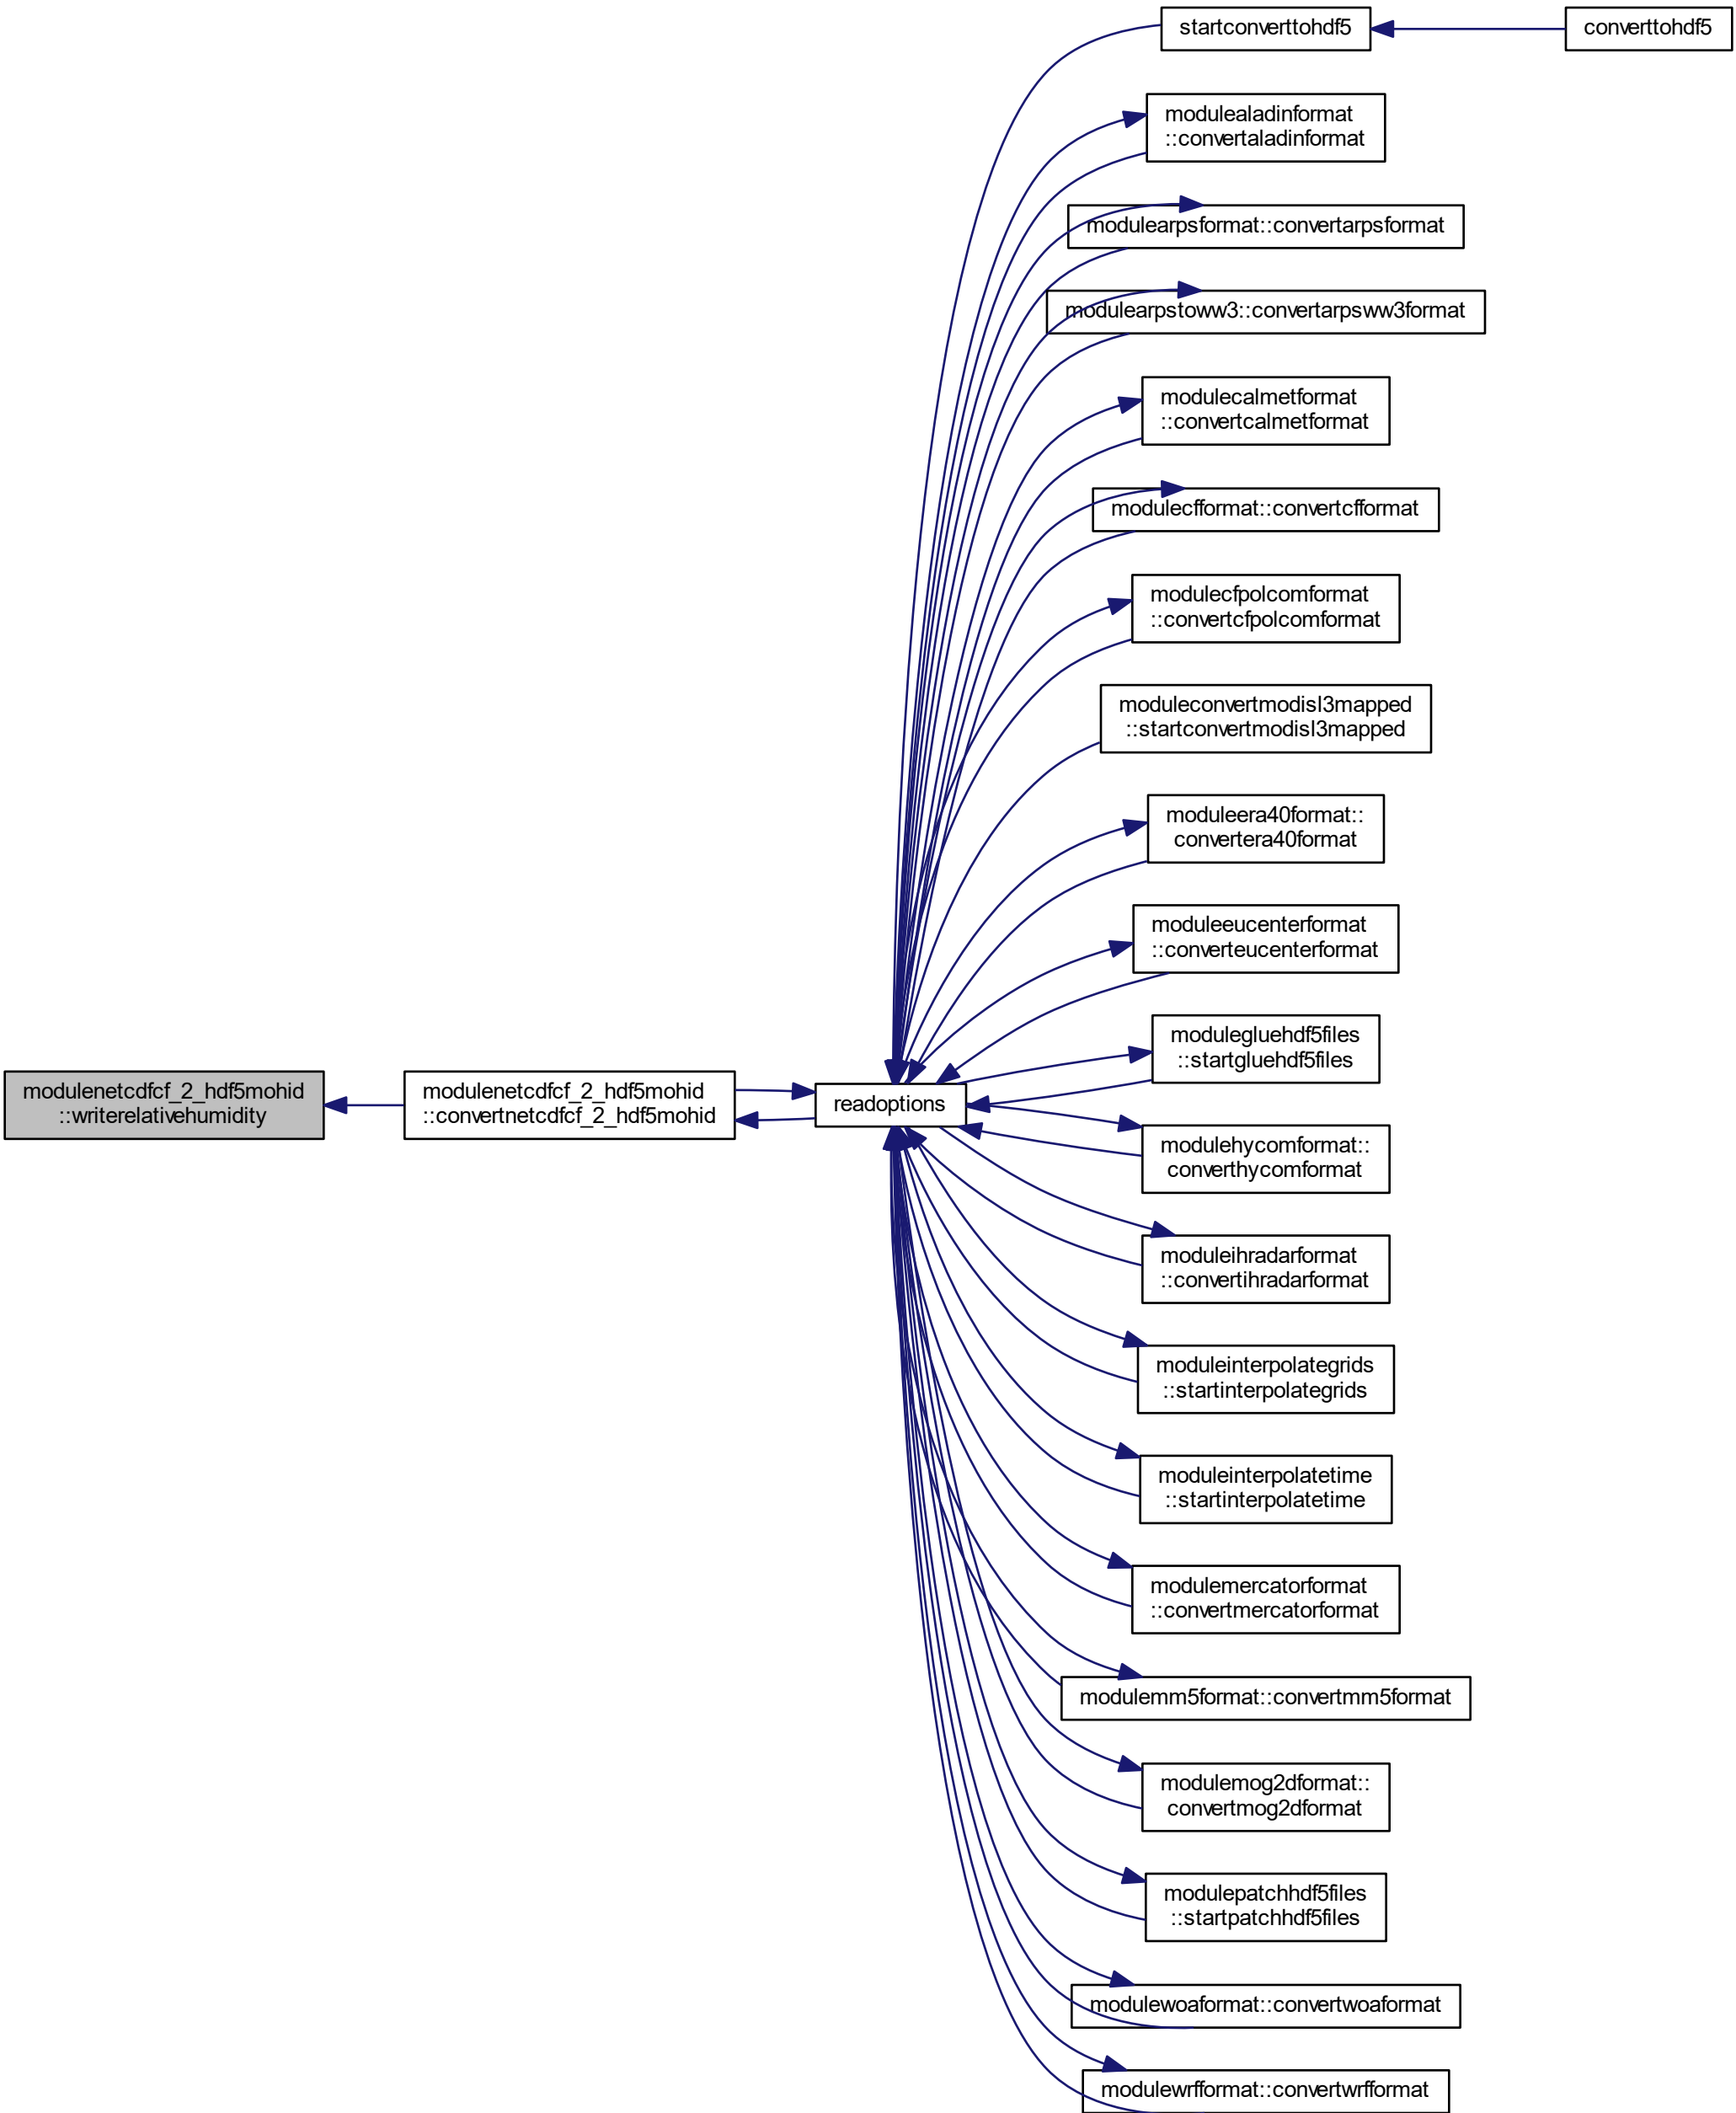 startconverttohdf5
converttohdf5
modulealadinformat
::convertaladinformat
modulearpsformat::convertarpsformat
modulearpstoww3::convertarpsww3format
modulecalmetformat
::convertcalmetformat
modulecfformat::convertcfformat
modulecfpolcomformat
::convertcfpolcomformat
moduleconvertmodisl3mapped
::startconvertmodisl3mapped
moduleera40format::
convertera40format
moduleeucenterformat
::converteucenterformat
modulegluehdf5files
::startgluehdf5files
modulenetcdfcf_2_hdf5mohid
::writerelativehumidity
modulenetcdfcf_2_hdf5mohid
::convertnetcdfcf_2_hdf5mohid
readoptions
modulehycomformat::
converthycomformat
moduleihradarformat
::convertihradarformat
moduleinterpolategrids
::startinterpolategrids
moduleinterpolatetime
::startinterpolatetime
modulemercatorformat
::convertmercatorformat
modulemm5format::convertmm5format
modulemog2dformat::
convertmog2dformat
modulepatchhdf5files
::startpatchhdf5files
modulewoaformat::convertwoaformat
modulewrfformat::convertwrfformat